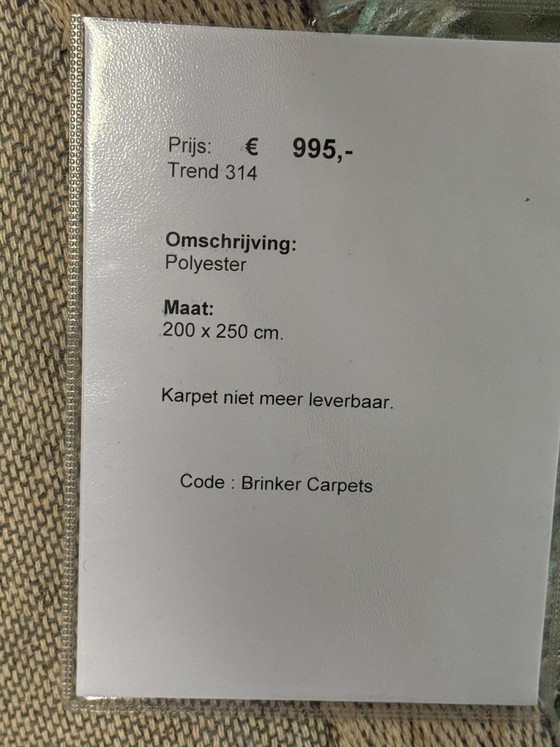 Prijs: € 995,-
Trend 314
Omschrijving:
Polyester
Maat:
200 x 250 cm.
Karpet niet meer leverbaar.
Code : Brinker Carpets